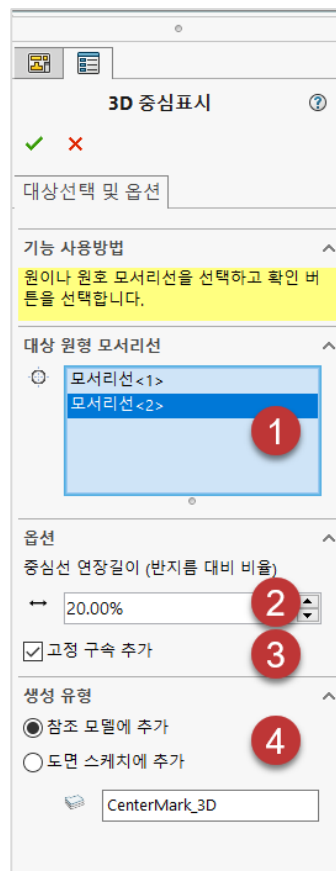 3D 중심표시
대상선택 및 옵션
기능 사용방법
원이나 원호 모서리선을 선택하고 확인 버
튼을 선택합니다.
대상 원형 모서리선
모서리선<1>
모서리선<2>
1
옵션
중심선 연장길이 (반지름 대비 비율)
20.00%
2
고정 구속 추가
3
생성 유형
참조 모델에 추가
4
도면 스케치에 추가
CenterMark_3D